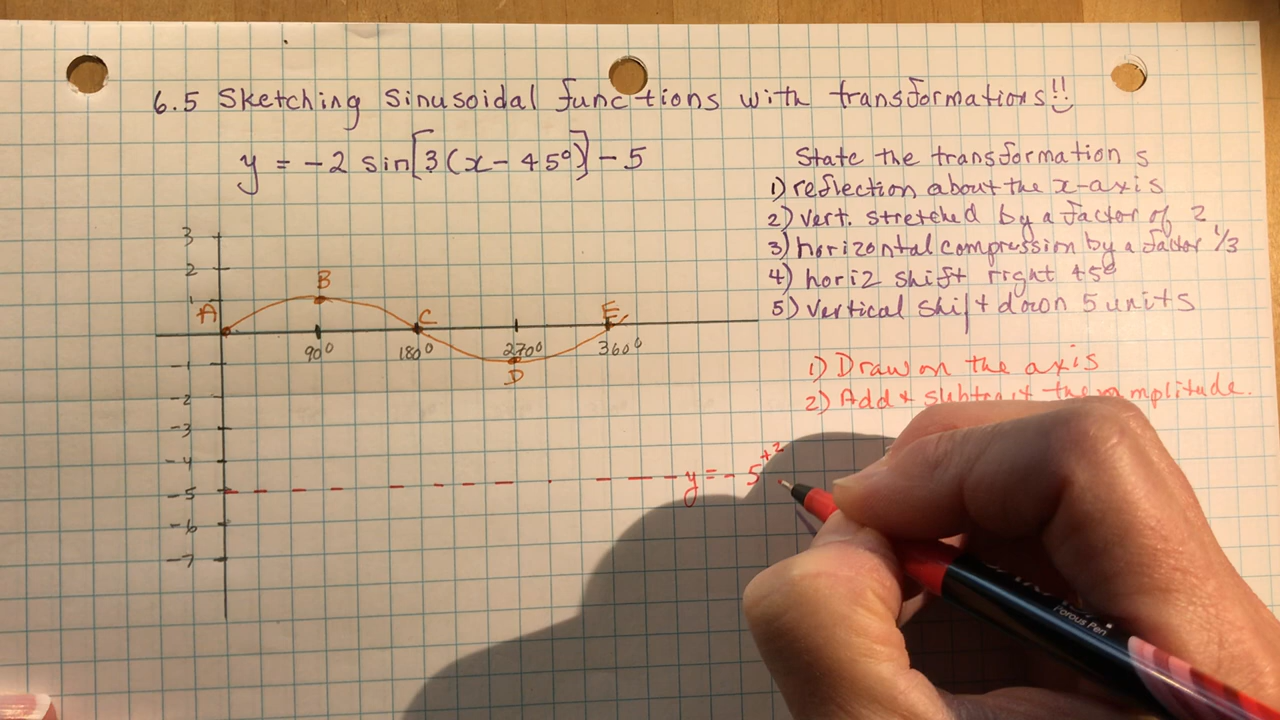 6.5 Sketching Sinusoidal functions with transformations!!
y = -2 sin[3(x - 45°)] - 5
State the transformations
1) reflection about the x-axis
2) vert. stretched by a factor of 2
3) horizontal compression by a factor 1/3
4) horiz shift right 45°
5) vertical shift down 5 units
3
2
1
A
B
C
D
E
90°
180°
270°
360°
-1
-2
-3
-4
-5
-6
-7
1) Draw on the axis
2) Add & subtract the amplitude.
y = -5 +2
Porous Pen